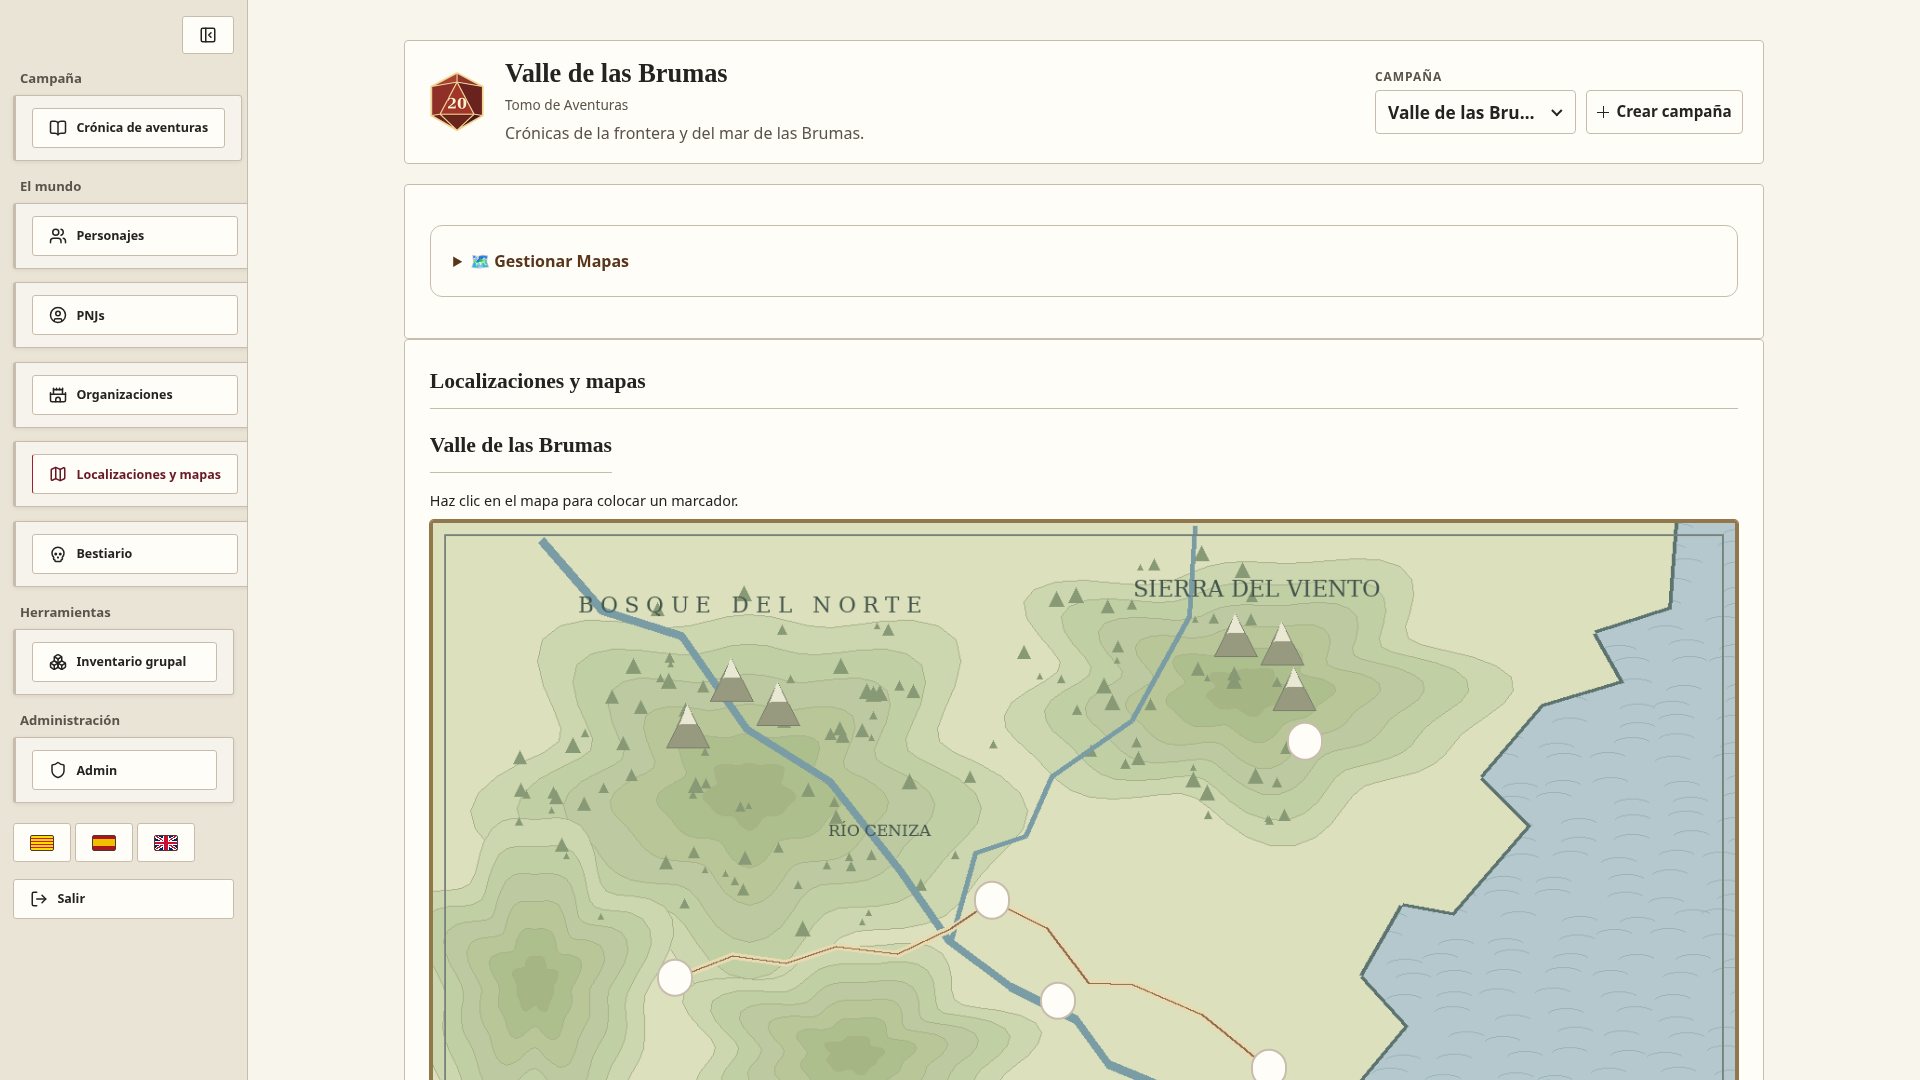 Campaña
Crónica de aventuras
El mundo
Personajes
PNJs
Organizaciones
Localizaciones y mapas
Bestiario
Herramientas
Inventario grupal
Administración
Admin
Salir
20
Valle de las Brumas
Tomo de Aventuras
Crónicas de la frontera y del mar de las Brumas.
CAMPAÑA
Valle de las Bru...
Crear campaña
Gestionar Mapas
Localizaciones y mapas
Valle de las Brumas
Haz clic en el mapa para colocar un marcador.
SIERRA DEL VIENTO
BOSQUE DEL NORTE
RÍO CENIZA